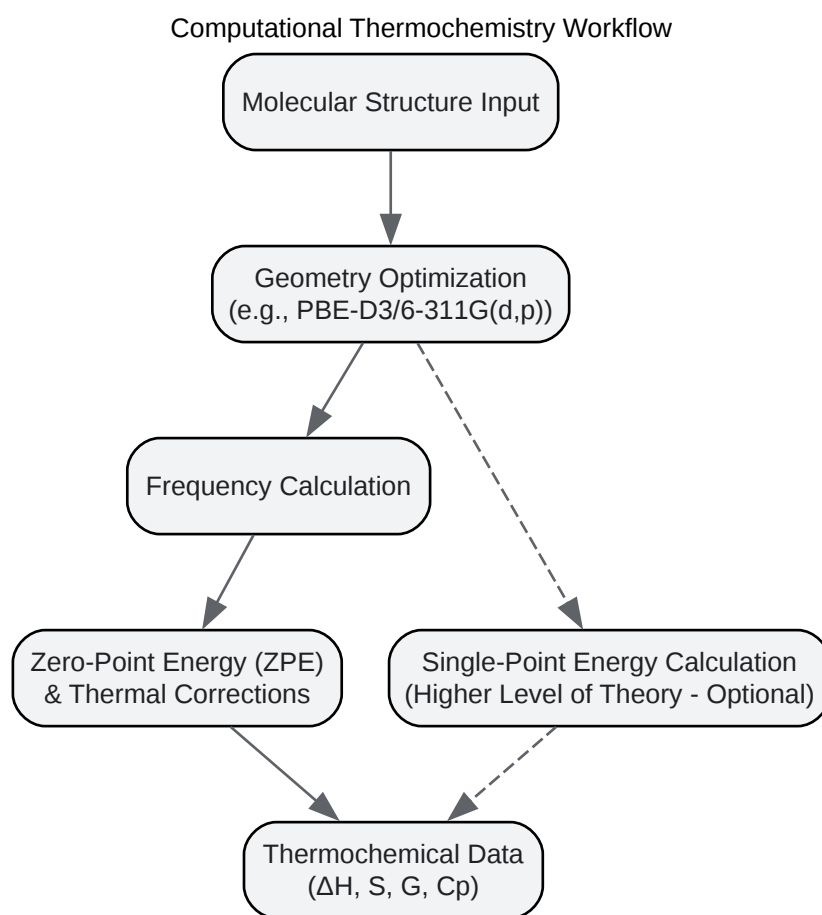 Computational Thermochemistry Workflow
Molecular Structure Input
Geometry Optimization
(e.g., PBE-D3/6-311G(d,p))
Frequency Calculation
Zero-Point Energy (ZPE)
& Thermal Corrections
Single-Point Energy Calculation
(Higher Level of Theory - Optional)
Thermochemical Data
(ΔH, S, G, Cp)